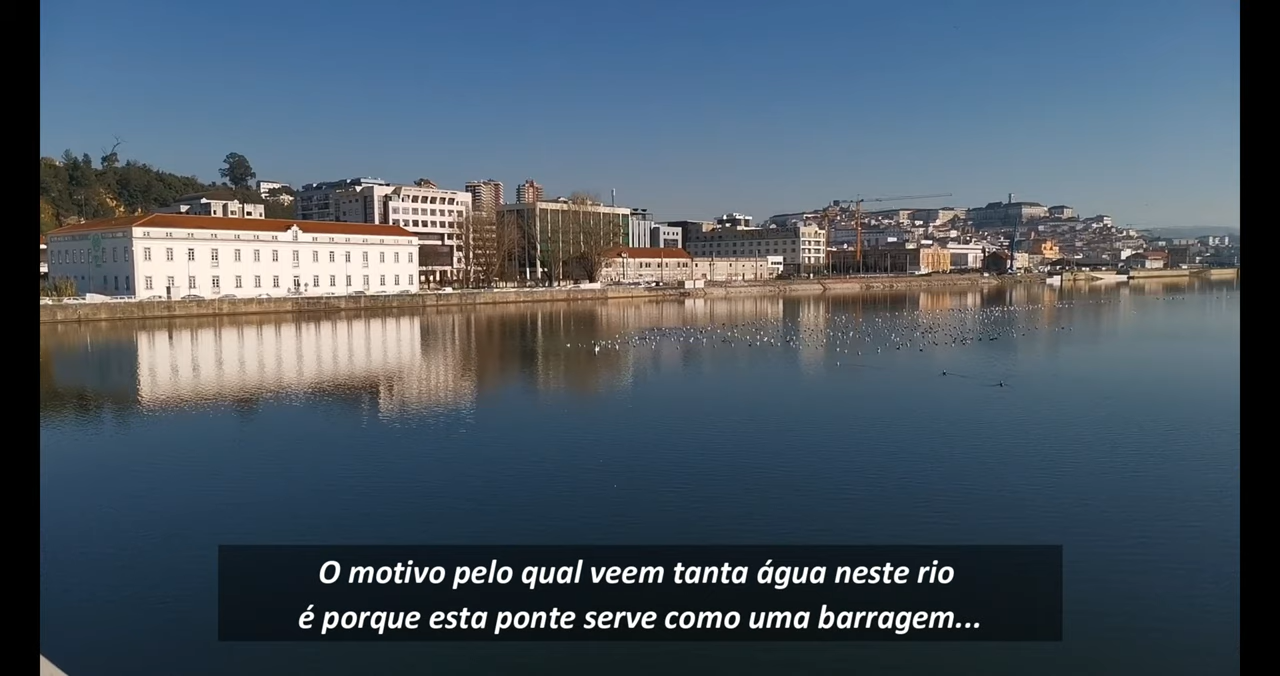 O motivo pelo qual veem tanta água neste rio
é porque esta ponte serve como uma barragem...